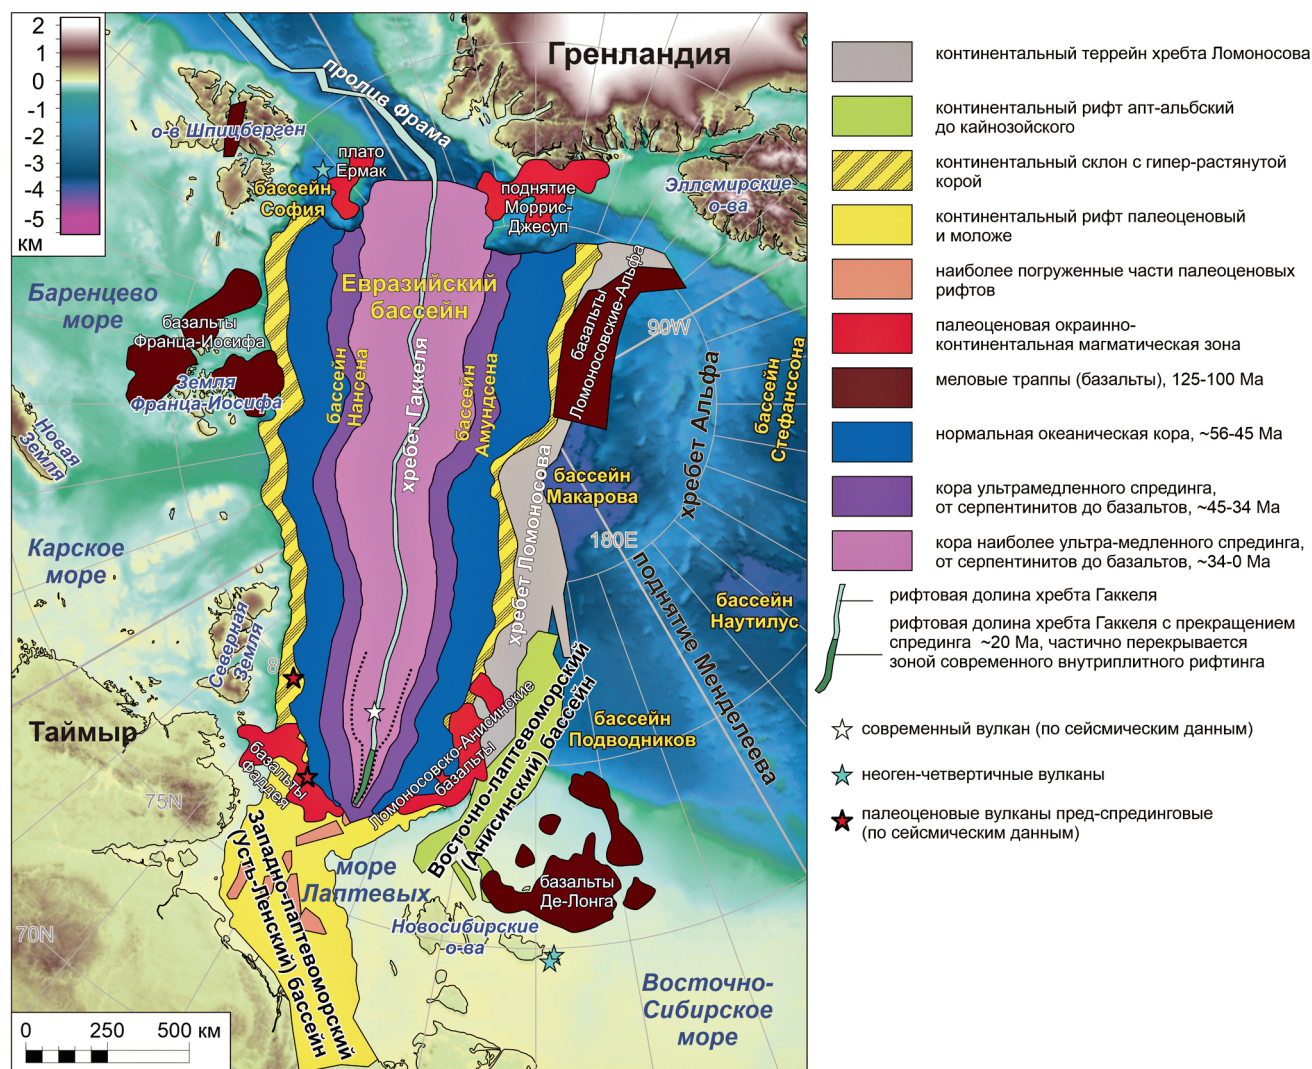 2
1
0
-1
-2
-3
-4
-5
км
Гренландия
пролив Фрама
о-в Шпицберген
плато
Ермак
бассейн
София
поднятие
Моррис-
Джесуп
Эллсмирские
о-ва
Баренцево
море
базальты
Франца-Иосифа
Земля
Франца-Иосифа
Новая
Земля
Евразийский
бассейн
бассейн
Нансена
хребет Гаккеля
бассейн
Амундсена
базальты
Ломоносовские-Альфа
90W
хребет Альфа
бассейн
Стефанссона
бассейн
Макарова
хребет Ломоносова
180E
поднятие Менделеева
бассейн
Наутилус
Карское
море
Северная
Земля
8
Таймыр
базальты
Фаддея
Ломоносовско-Анисинские
базальты
Восточно-лаптевоморский
(Анисинский) бассейн
бассейн
Подводников
75N
Западно-лаптевоморский
(Усть-Ленский) бассейн
море
Лаптевых
базальты
Де-Лонга
Новосибирские
о-ва
70N
Восточно-
Сибирское
море
0 250 500 км
континентальный террейн хребта Ломоносова
континентальный рифт апт-альбский
до кайнозойского
континентальный склон с гипер-растянутой
корой
континентальный рифт палеоценовый
и моложе
наиболее погруженные части палеоценовых
рифтов
палеоценовая окраинно-
континентальная магматическая зона
меловые траппы (базальты), 125-100 Ма
нормальная океаническая кора, ~56-45 Ма
кора ультрамедленного спрединга,
от серпентинитов до базальтов, ~45-34 Ма
кора наиболее ультра-медленного спрединга,
от серпентинитов до базальтов, ~34-0 Ма
рифтовая долина хребта Гаккеля
рифтовая долина хребта Гаккеля с прекращением
спрединга ~20 Ма, частично перекрывается
зоной современного внутриплитного рифтинга
современный вулкан (по сейсмическим данным)
неоген-четвертичные вулканы
палеоценовые вулканы пред-спрединговые
(по сейсмическим данным)